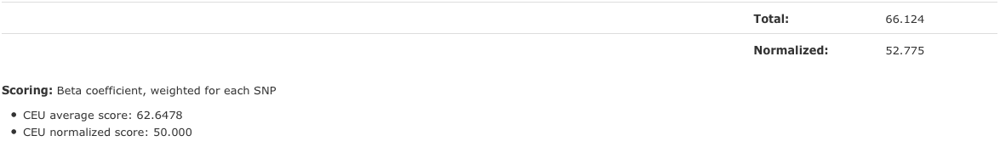 Total: 66.124
Normalized: 52.775
Scoring: Beta coefficient, weighted for each SNP
• CEU average score: 62.6478
• CEU normalized score: 50.000